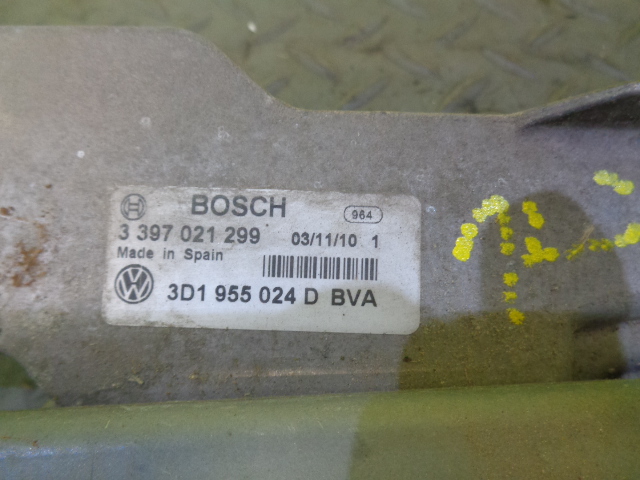 BOSCH 964
3 397 021 299 03/11/10 1
Made in Spain
3D1 955 024 D BVA